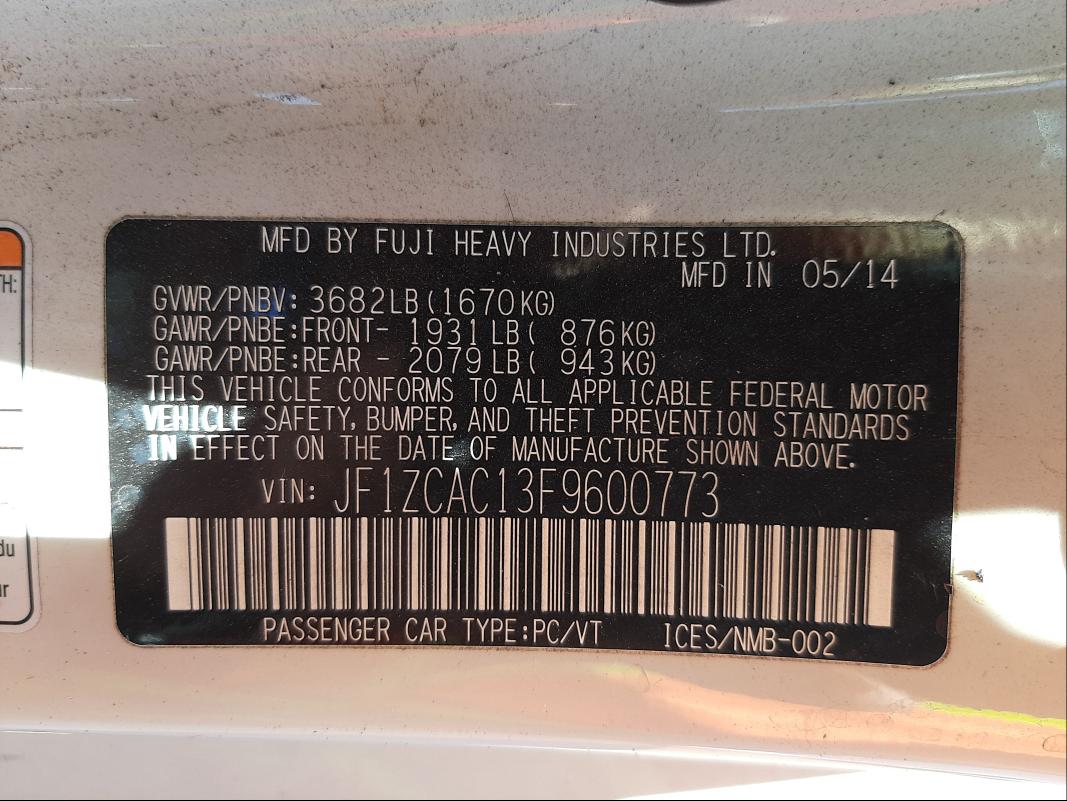 MFD BY FUJI HEAVY INDUSTRIES LTD.
MFD IN 05/14
GVWR/PNBV: 3682LB(1670KG)
GAWR/PNBE:FRONT- 1931LB( 876KG)
GAWR/PNBE:REAR - 2079LB( 943KG)
THIS VEHICLE CONFORMS TO ALL APPLICABLE FEDERAL MOTOR
VEHICLE SAFETY, BUMPER, AND THEFT PREVENTION STANDARDS
IN EFFECT ON THE DATE OF MANUFACTURE SHOWN ABOVE.
VIN: JF1ZCAC13F9600773
PASSENGER CAR TYPE:PC/VT ICES/NMB-002
TH:
du